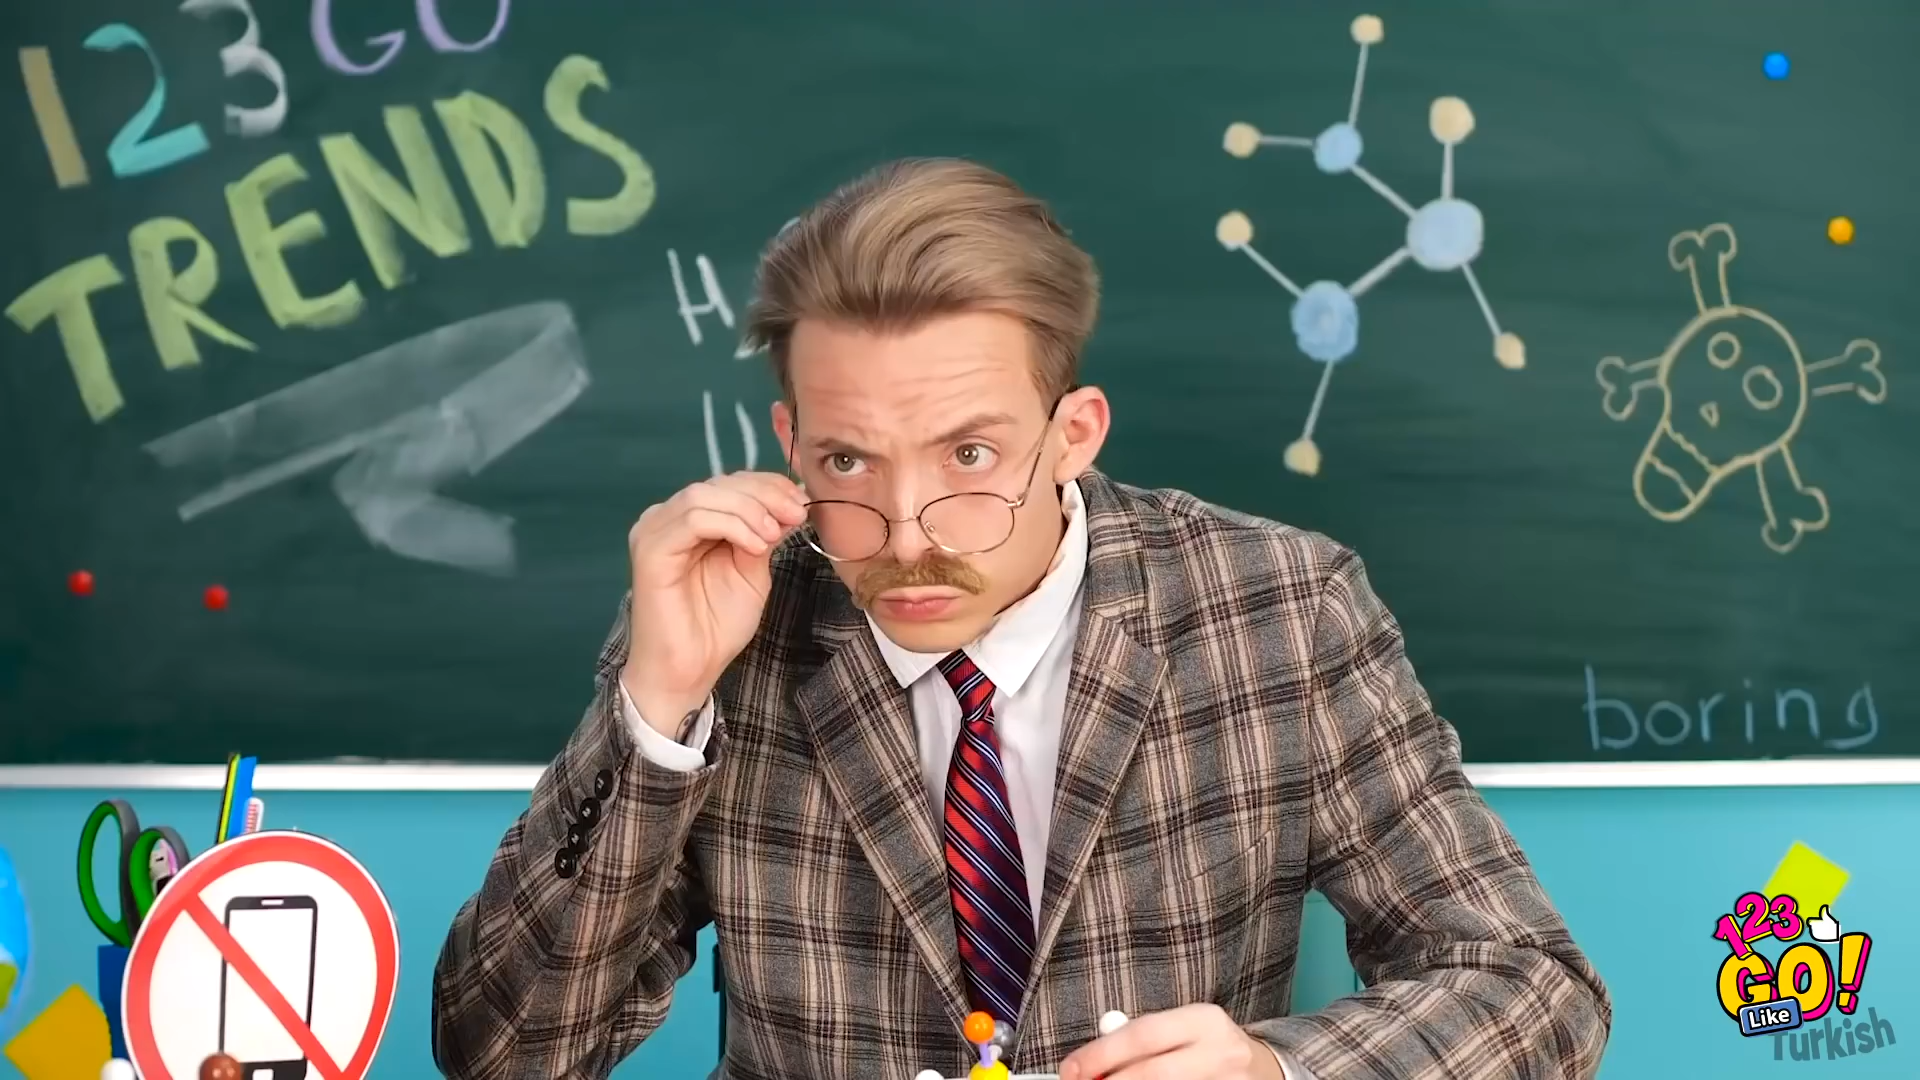 123 GO
TRENDS
H
boring
123
GO!
Like
Turkish